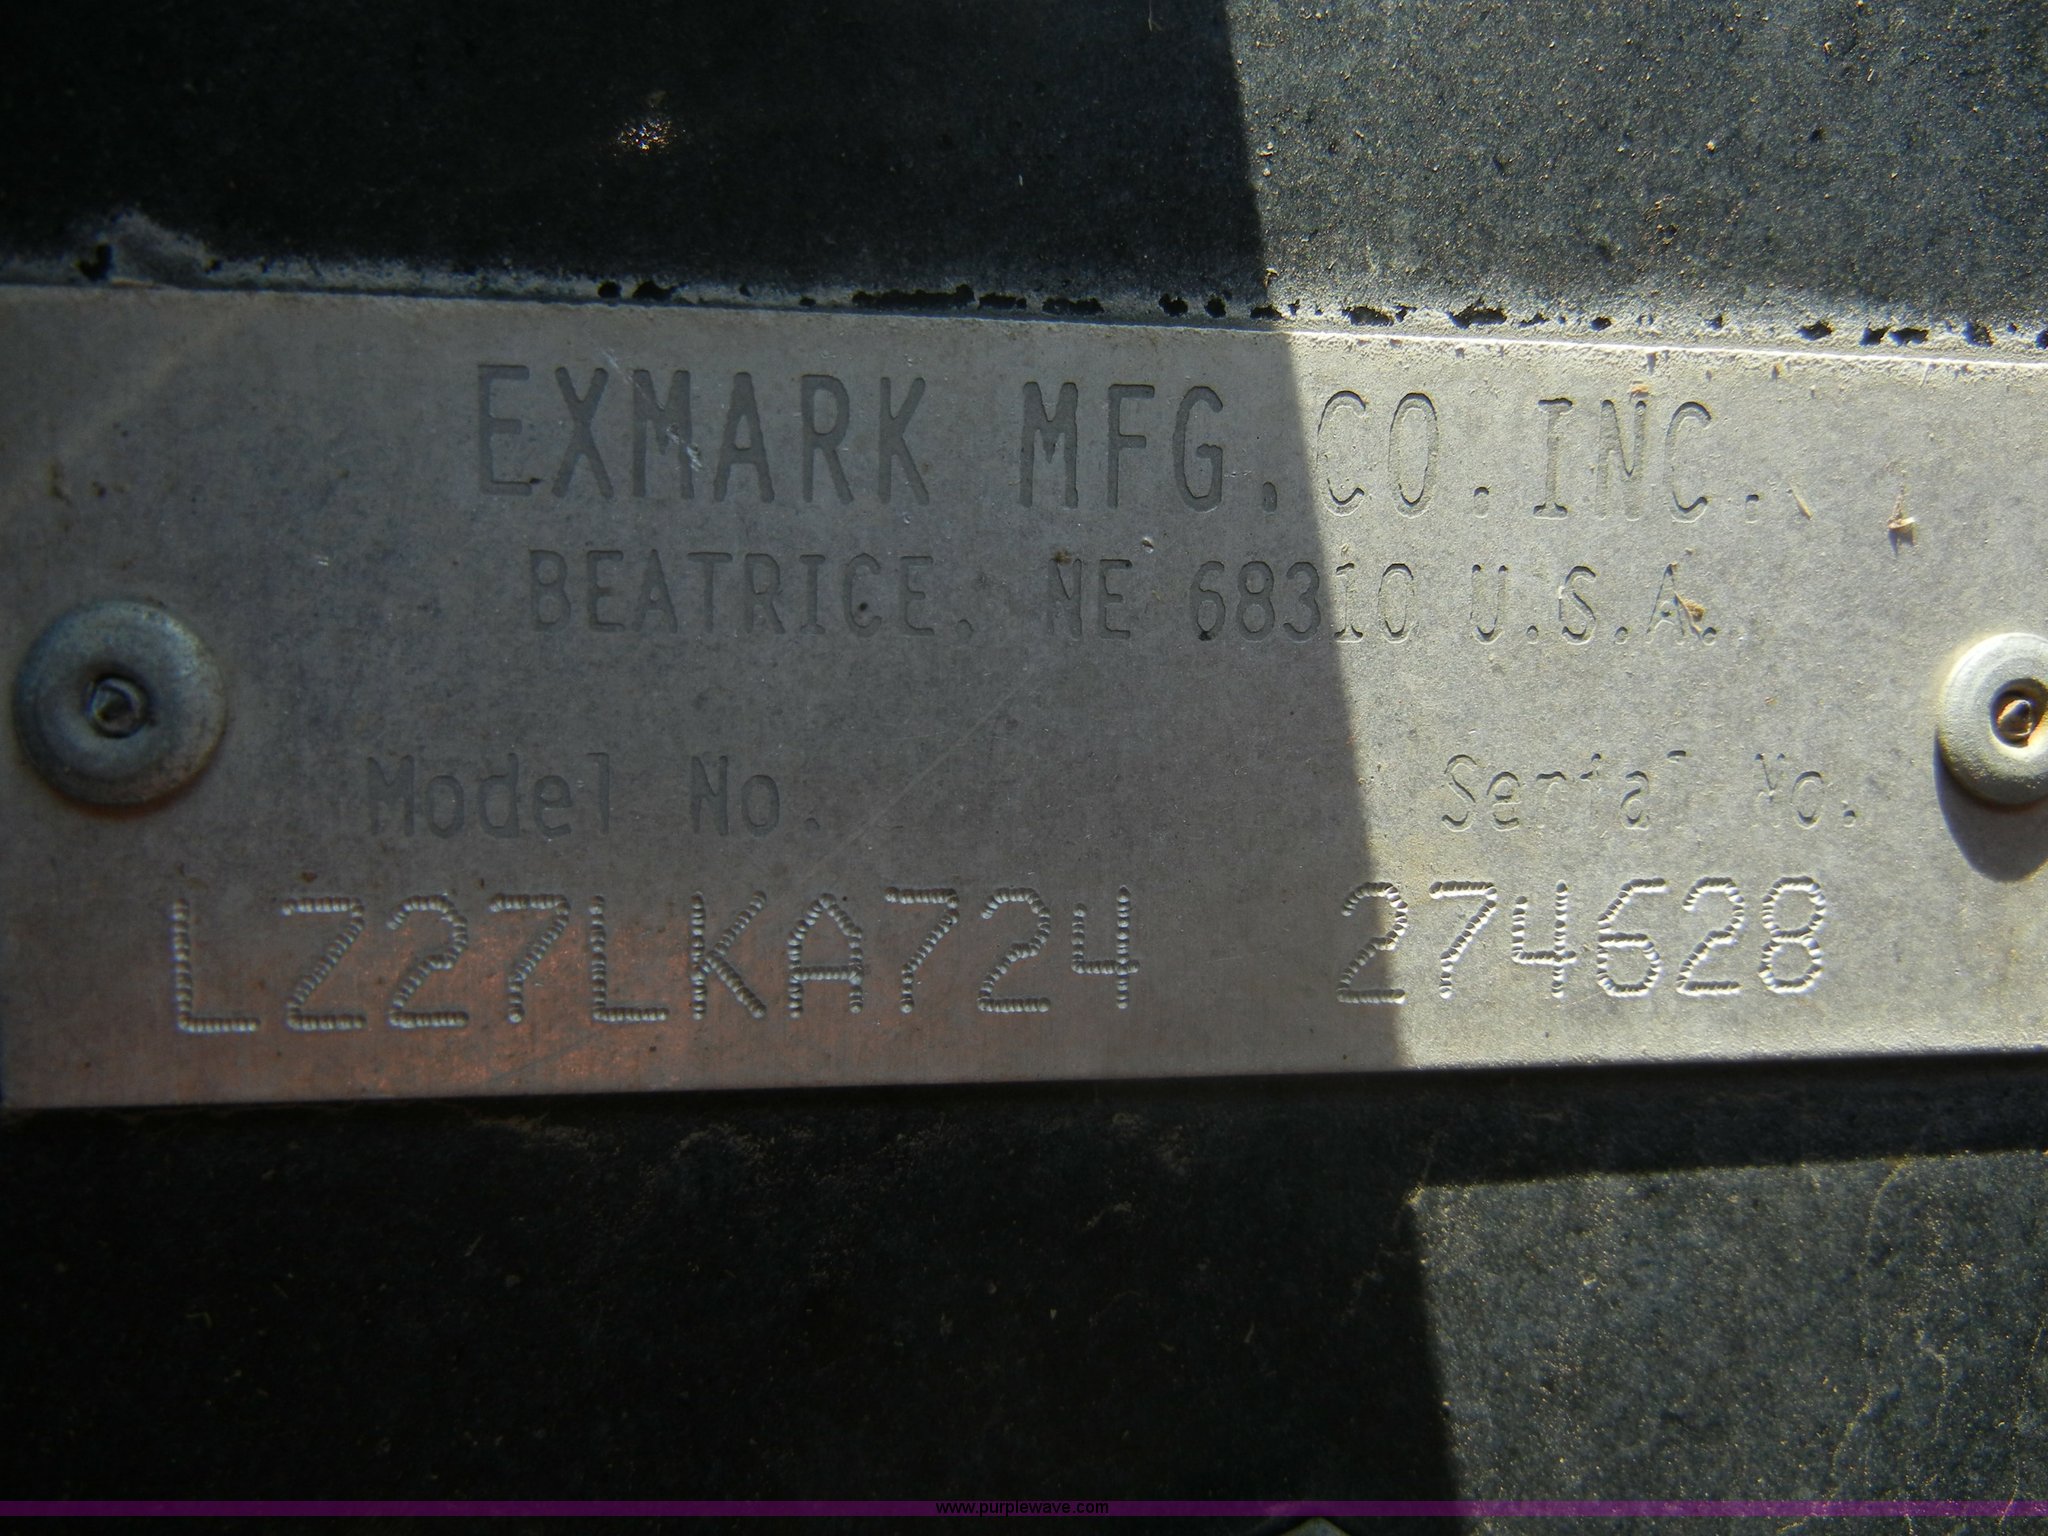 EXMARK MFG.CO.INC.
BEATRICE, NE 68310 U.S.A.
Model No. Serial No.
LZ27LKA724 274628
www.purplewave.com